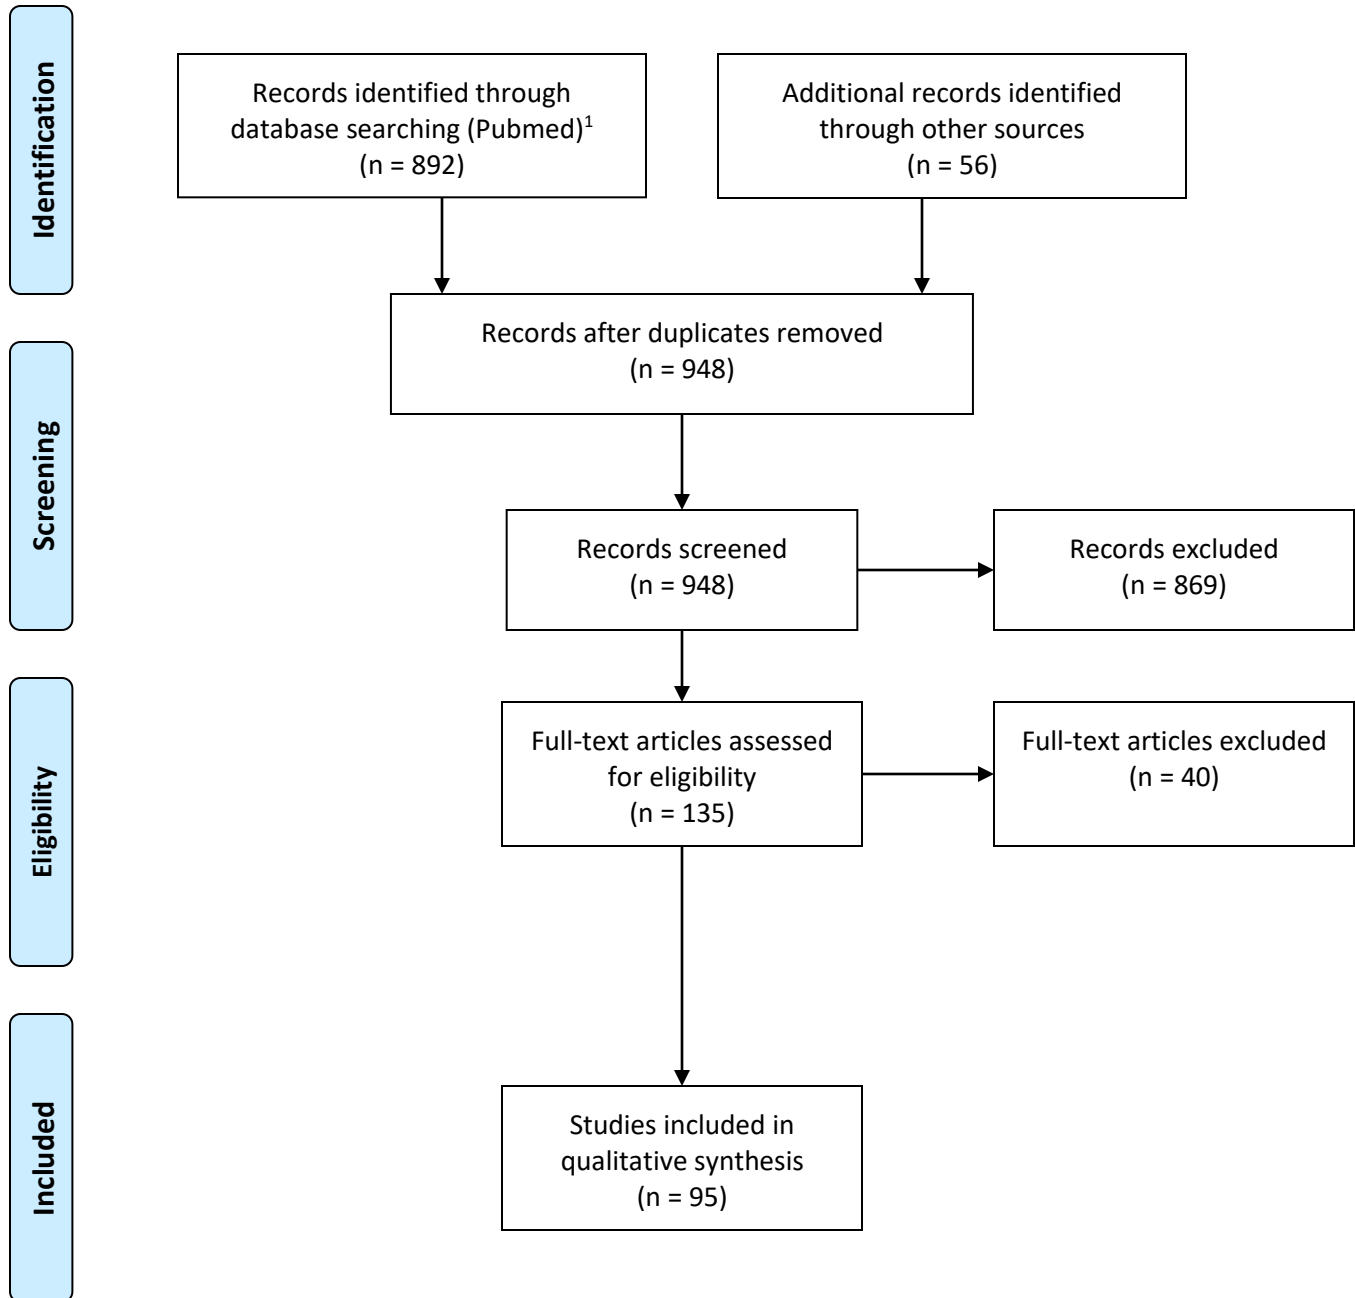 Identification
Records identified through
database searching (Pubmed)¹
(n = 892)
Additional records identified
through other sources
(n = 56)
Records after duplicates removed
(n = 948)
Screening
Records screened
(n = 948)
Records excluded
(n = 869)
Eligibility
Full-text articles assessed
for eligibility
(n = 135)
Full-text articles excluded
(n = 40)
Included
Studies included in
qualitative synthesis
(n = 95)